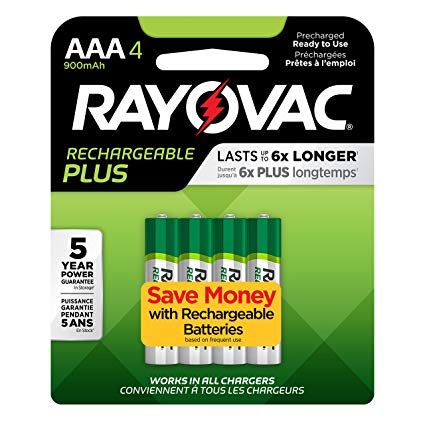 AAA 4
900mAh
Precharged
Ready to Use
Préchargées
Prêtes à l'emploi
RAYOVAC®
RECHARGEABLE
PLUS
LASTS UP TO 6X LONGER†
Durent jusqu'à 6X PLUS longtemps†
5
YEAR
POWER
GUARANTEE
in Storage*
PUISSANCE
GARANTIE
PENDANT
5 ANS
En Stock*
Save Money
with Rechargeable
Batteries
based on frequent use
WORKS IN ALL CHARGERS
CONVIENNENT À TOUS LES CHARGEURS